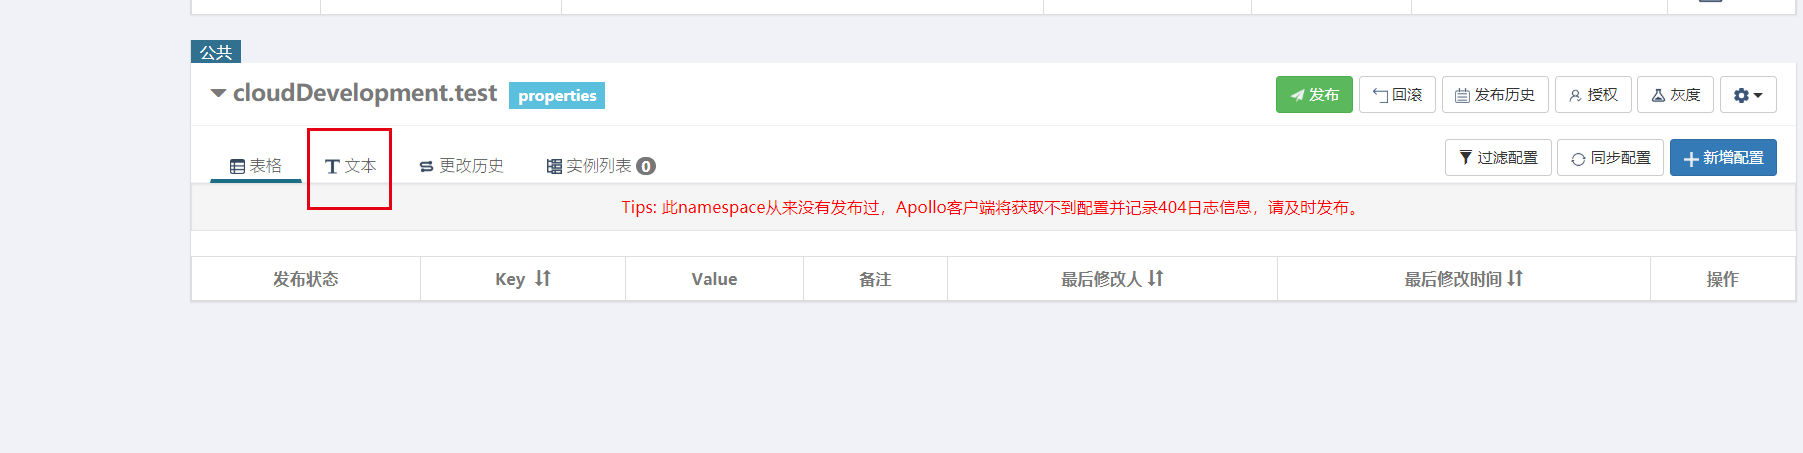 公共
cloudDevelopment.test properties 发布 回滚 发布历史 授权 灰度
表格 文本 更改历史 实例列表 0 过滤配置 同步配置 新增配置
Tips: 此namespace从来没有发布过，Apollo客户端将获取不到配置并记录404日志信息，请及时发布。
发布状态 Key Value 备注 最后修改人 最后修改时间 操作